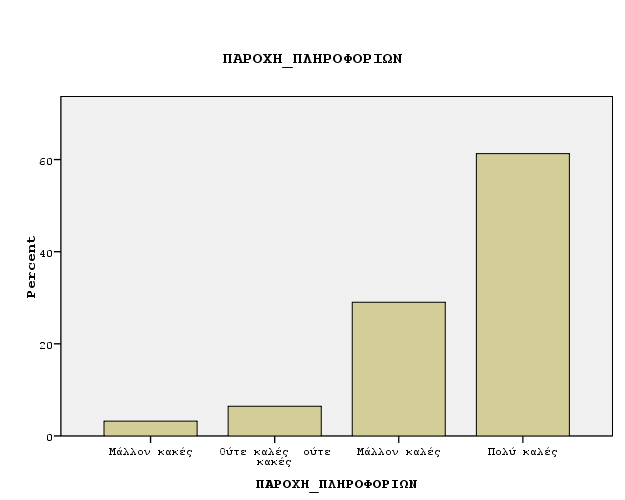 ΠΑΡΟΧΗ_ΠΛΗΡΟΦΟΡΙΩΝ
60
40
20
0
Percent
Μάλλον κακές
Ούτε καλές ούτε
κακές
Μάλλον καλές
Πολύ καλές
ΠΑΡΟΧΗ_ΠΛΗΡΟΦΟΡΙΩΝ